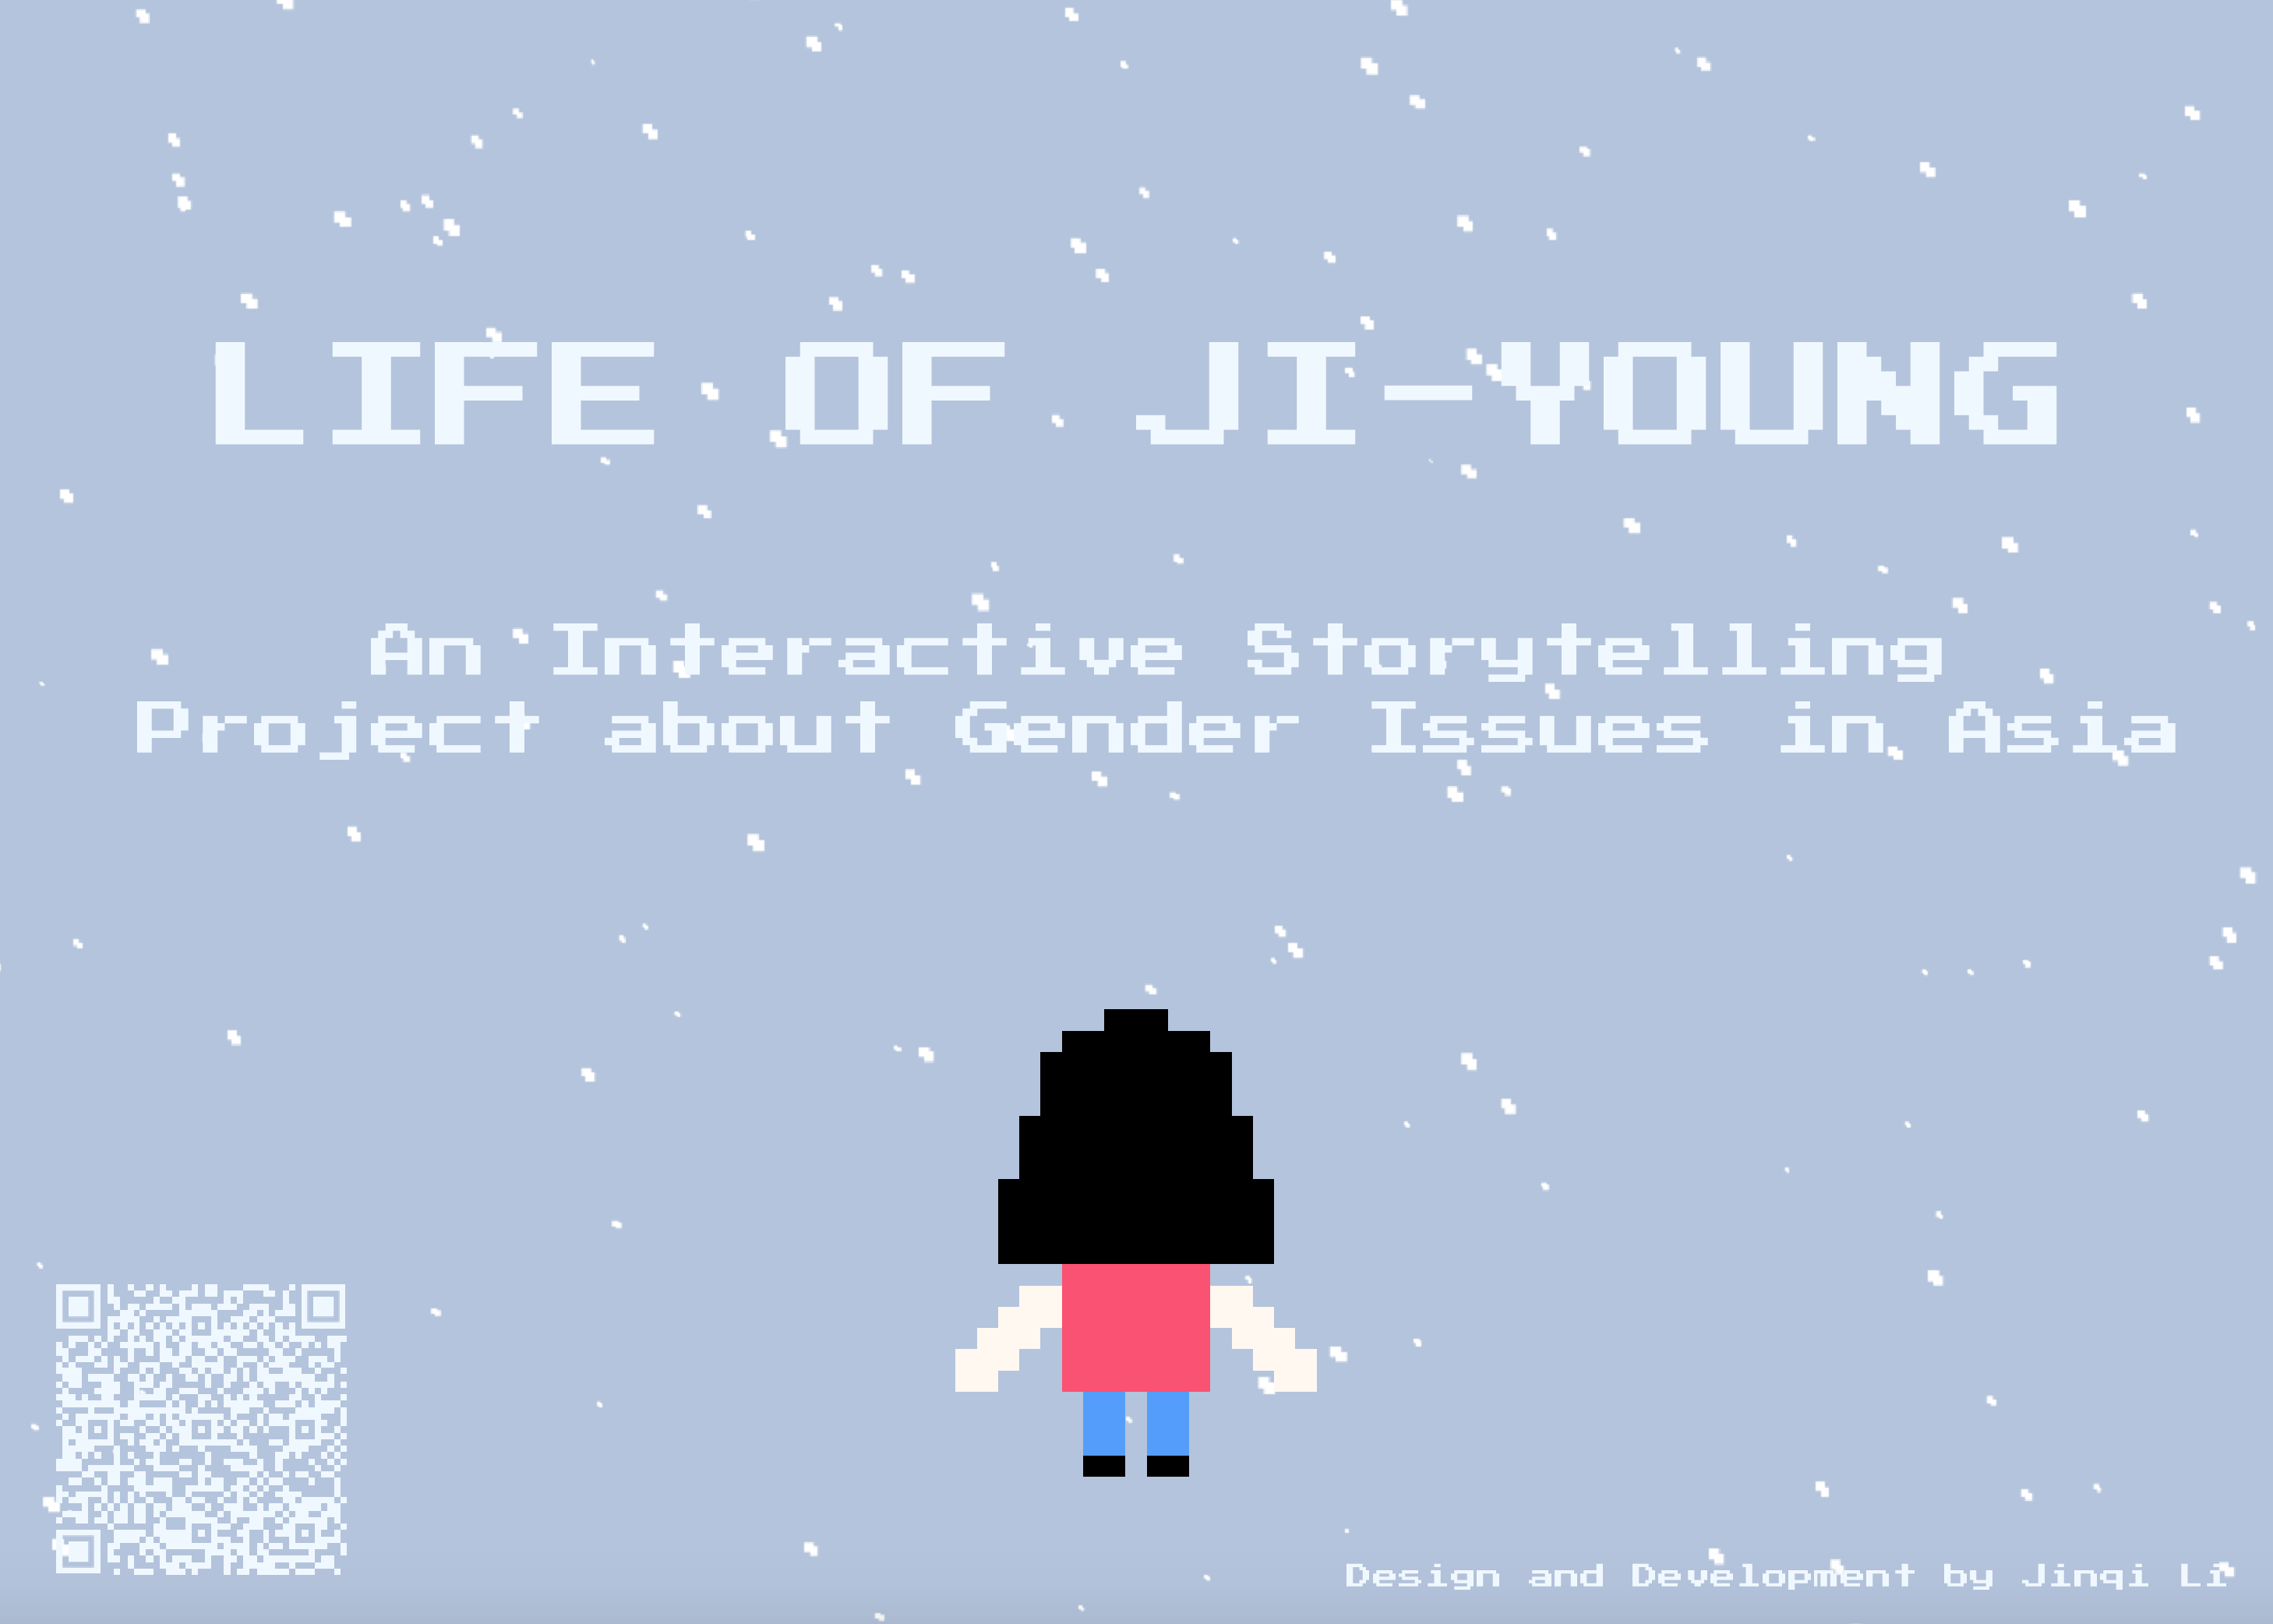 LIFE OF JI-YOUNG
An Interactive Storytelling
Project about Gender Issues in Asia
Design and Development by Jinqi Li